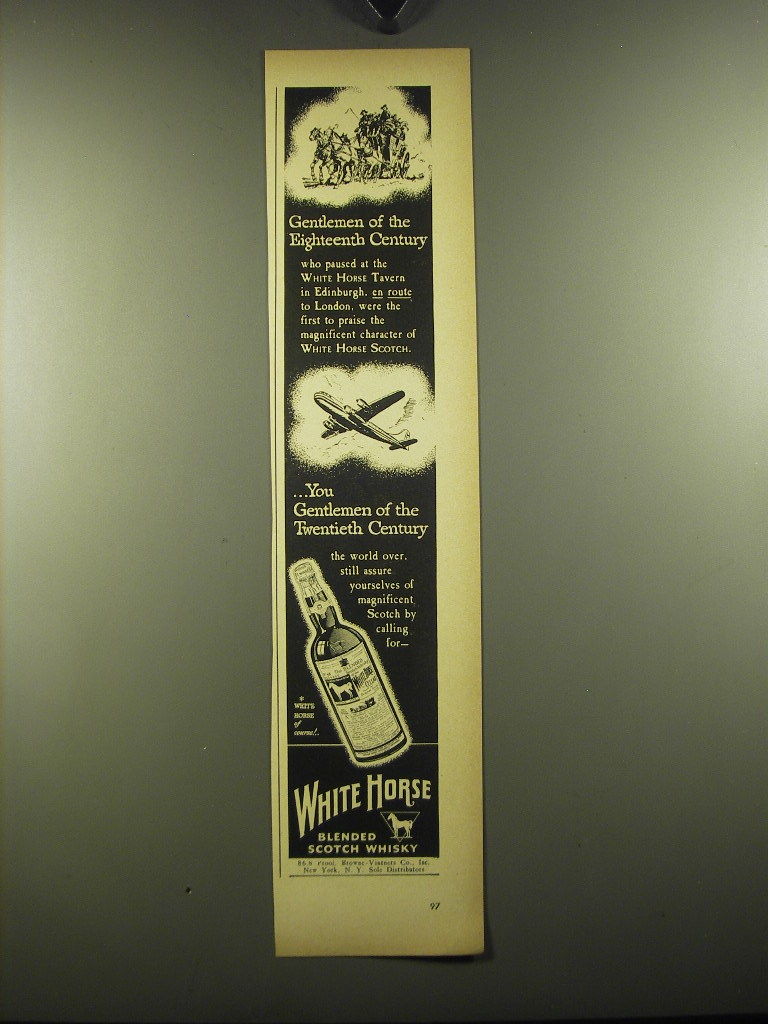 Gentlemen of the
Eighteenth Century
who paused at the
WHITE HORSE Tavern
in Edinburgh, en route
to London, were the
first to praise the
magnificent character of
WHITE HORSE SCOTCH.
...You
Gentlemen of the
Twentieth Century
the world over,
still assure
yourselves of
magnificent
Scotch by
calling
for—
*
WHITE
HORSE
of
course!..
WHITE HORSE
BLENDED
SCOTCH WHISKY
86.8 Proof. Browne-Vintners Co., Inc.
New York, N. Y. Sole Distributors
97